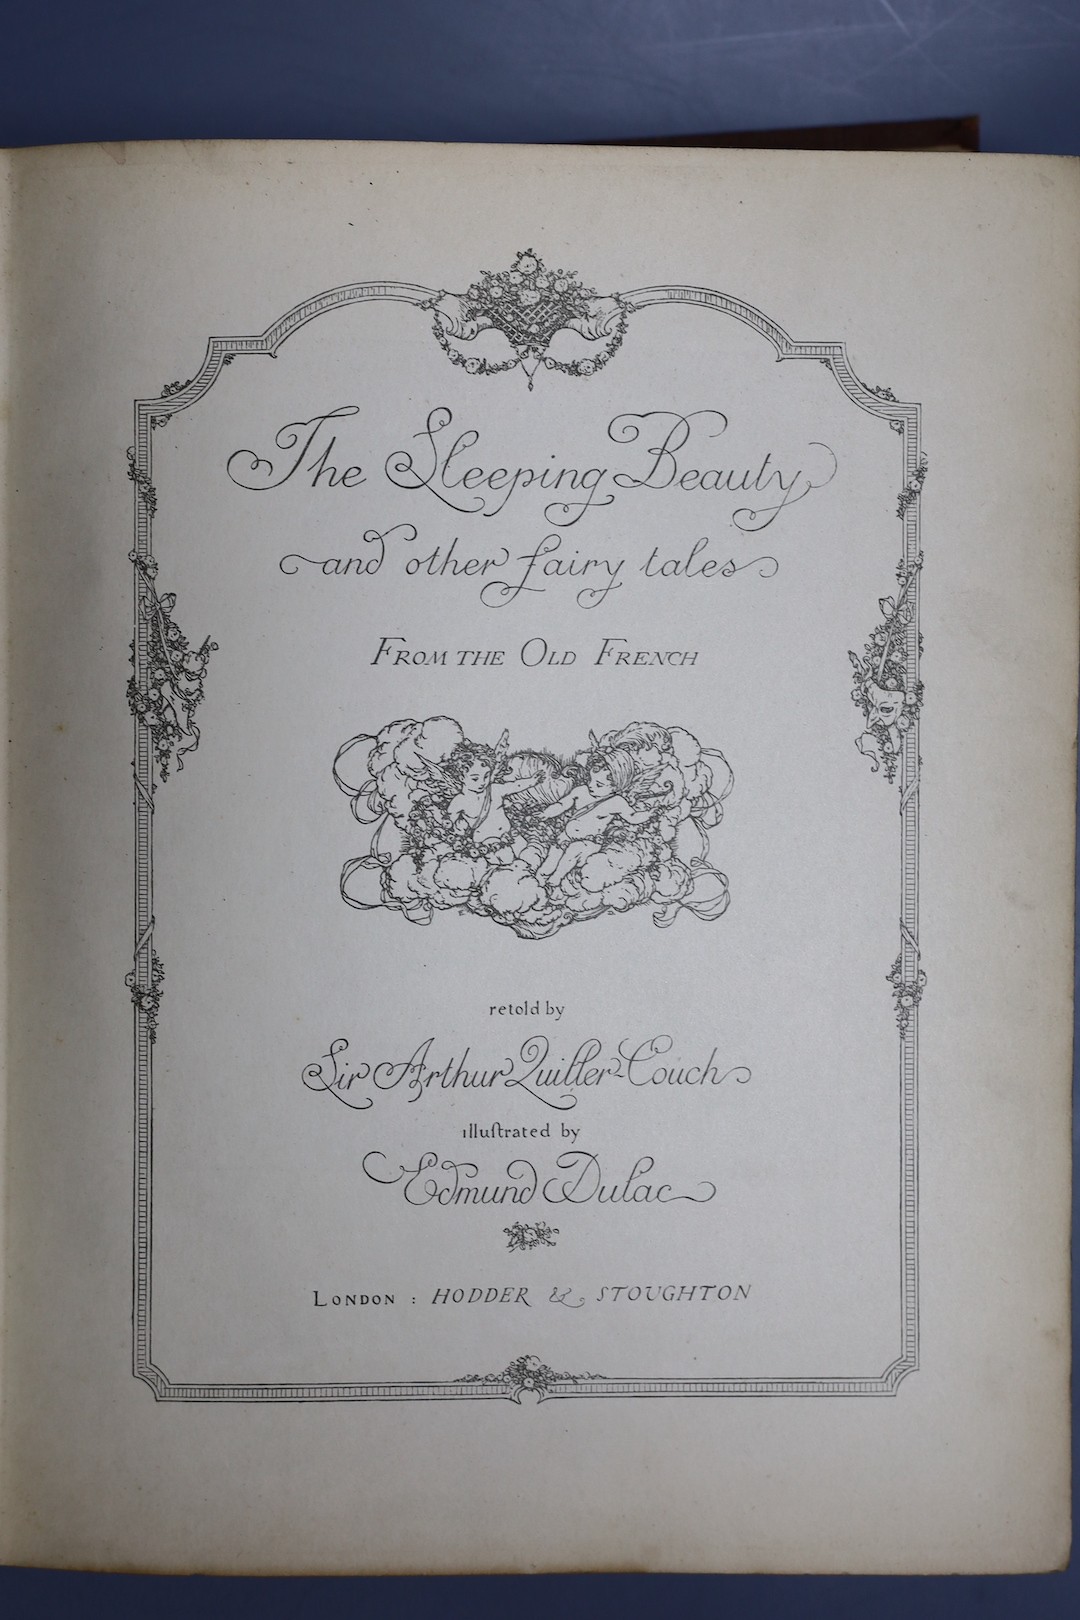 The Sleeping Beauty
and other fairy tales
FROM THE OLD FRENCH
retold by
Sir Arthur Quiller-Couch
illustrated by
Edmund Dulac
LONDON : HODDER & STOUGHTON